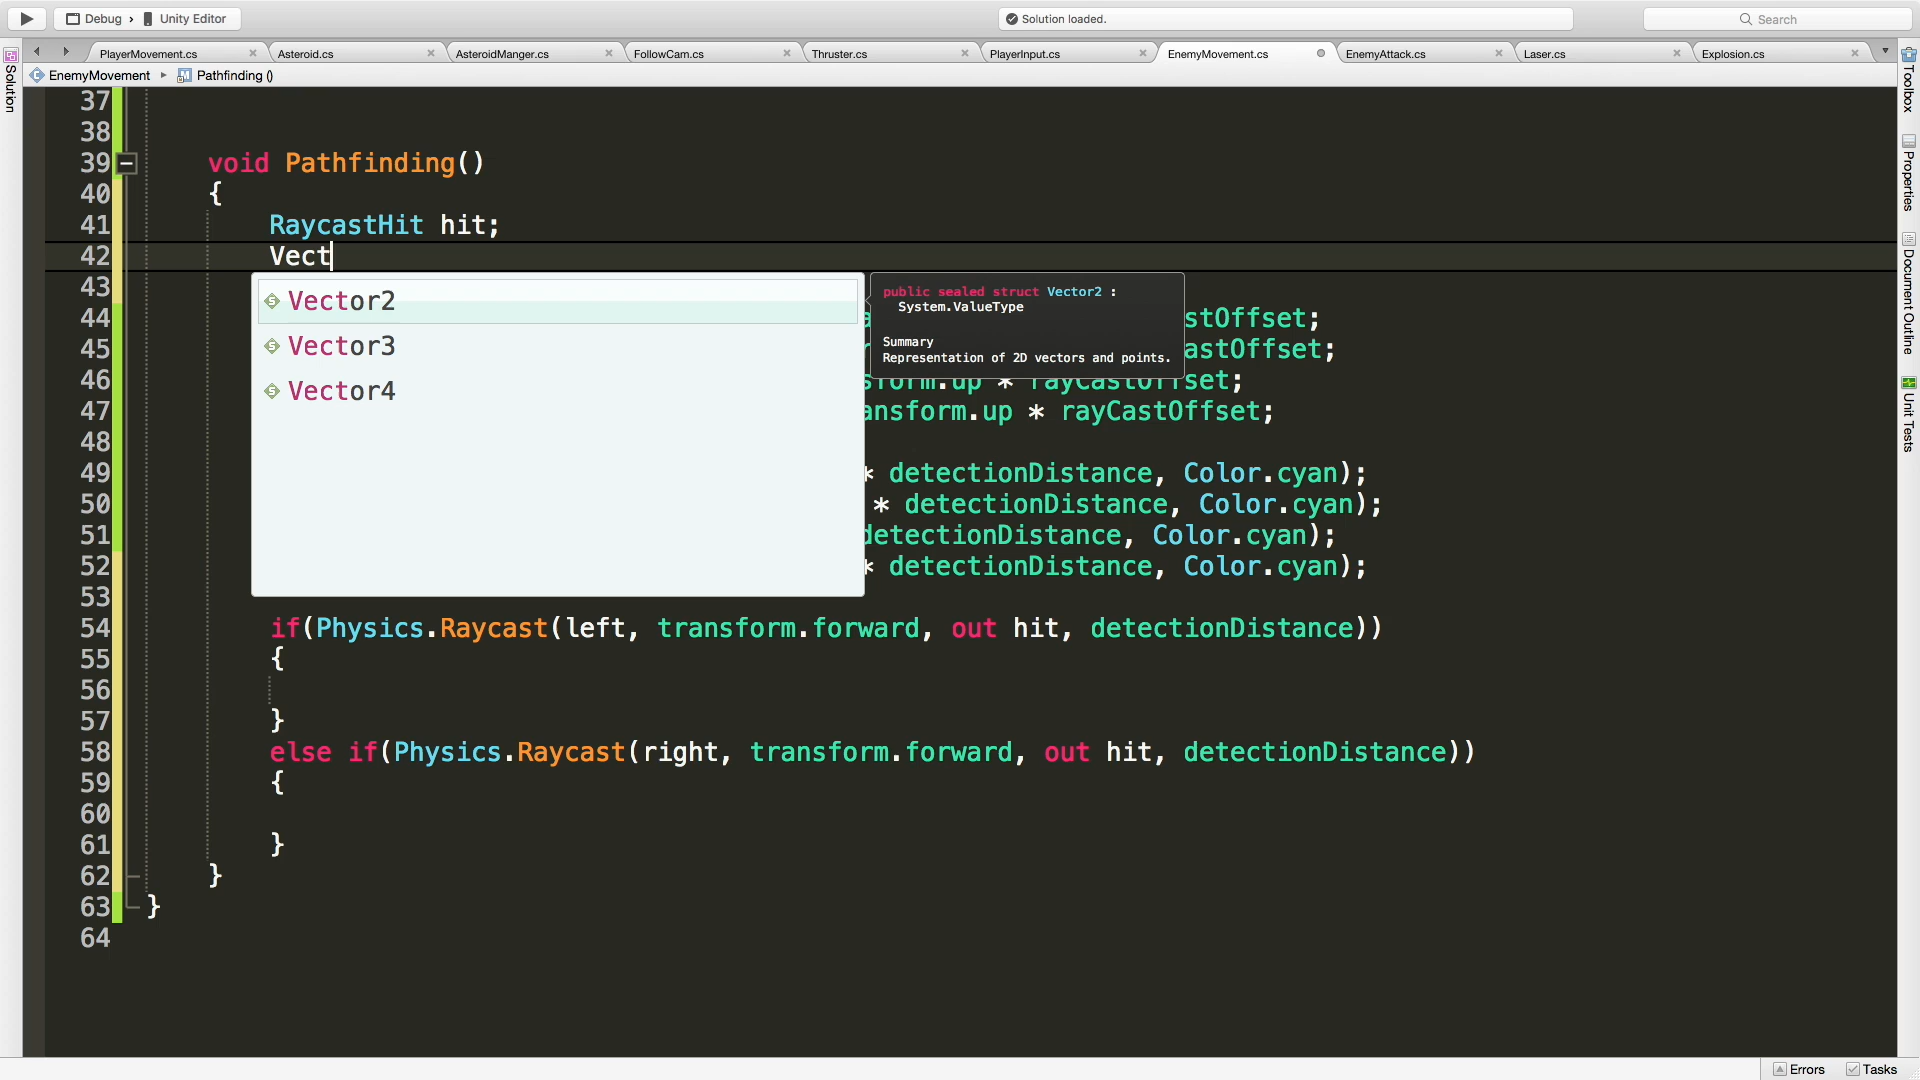 Debug › Unity Editor
Solution loaded.
Search
PlayerMovement.cs
Asteroid.cs
AsteroidManger.cs
FollowCam.cs
Thruster.cs
PlayerInput.cs
EnemyMovement.cs
EnemyAttack.cs
Laser.cs
Explosion.cs
EnemyMovement ▸ Pathfinding ()
Solution
Toolbox
Properties
Document Outline
Unit Tests
37
38
39 void Pathfinding()
40 {
41 RaycastHit hit;
42 Vect
43
Vector2
Vector3
Vector4
public sealed struct Vector2 :
System.ValueType
Summary
Representation of 2D vectors and points.
44 stOffset;
45 astOffset;
46 .up * rayCastOffset;
47 ansform.up * rayCastOffset;
48
49 * detectionDistance, Color.cyan);
50 * detectionDistance, Color.cyan);
51 detectionDistance, Color.cyan);
52 * detectionDistance, Color.cyan);
53
54 if(Physics.Raycast(left, transform.forward, out hit, detectionDistance))
55 {
56
57 }
58 else if(Physics.Raycast(right, transform.forward, out hit, detectionDistance))
59 {
60
61 }
62 }
63 }
64
Errors
Tasks